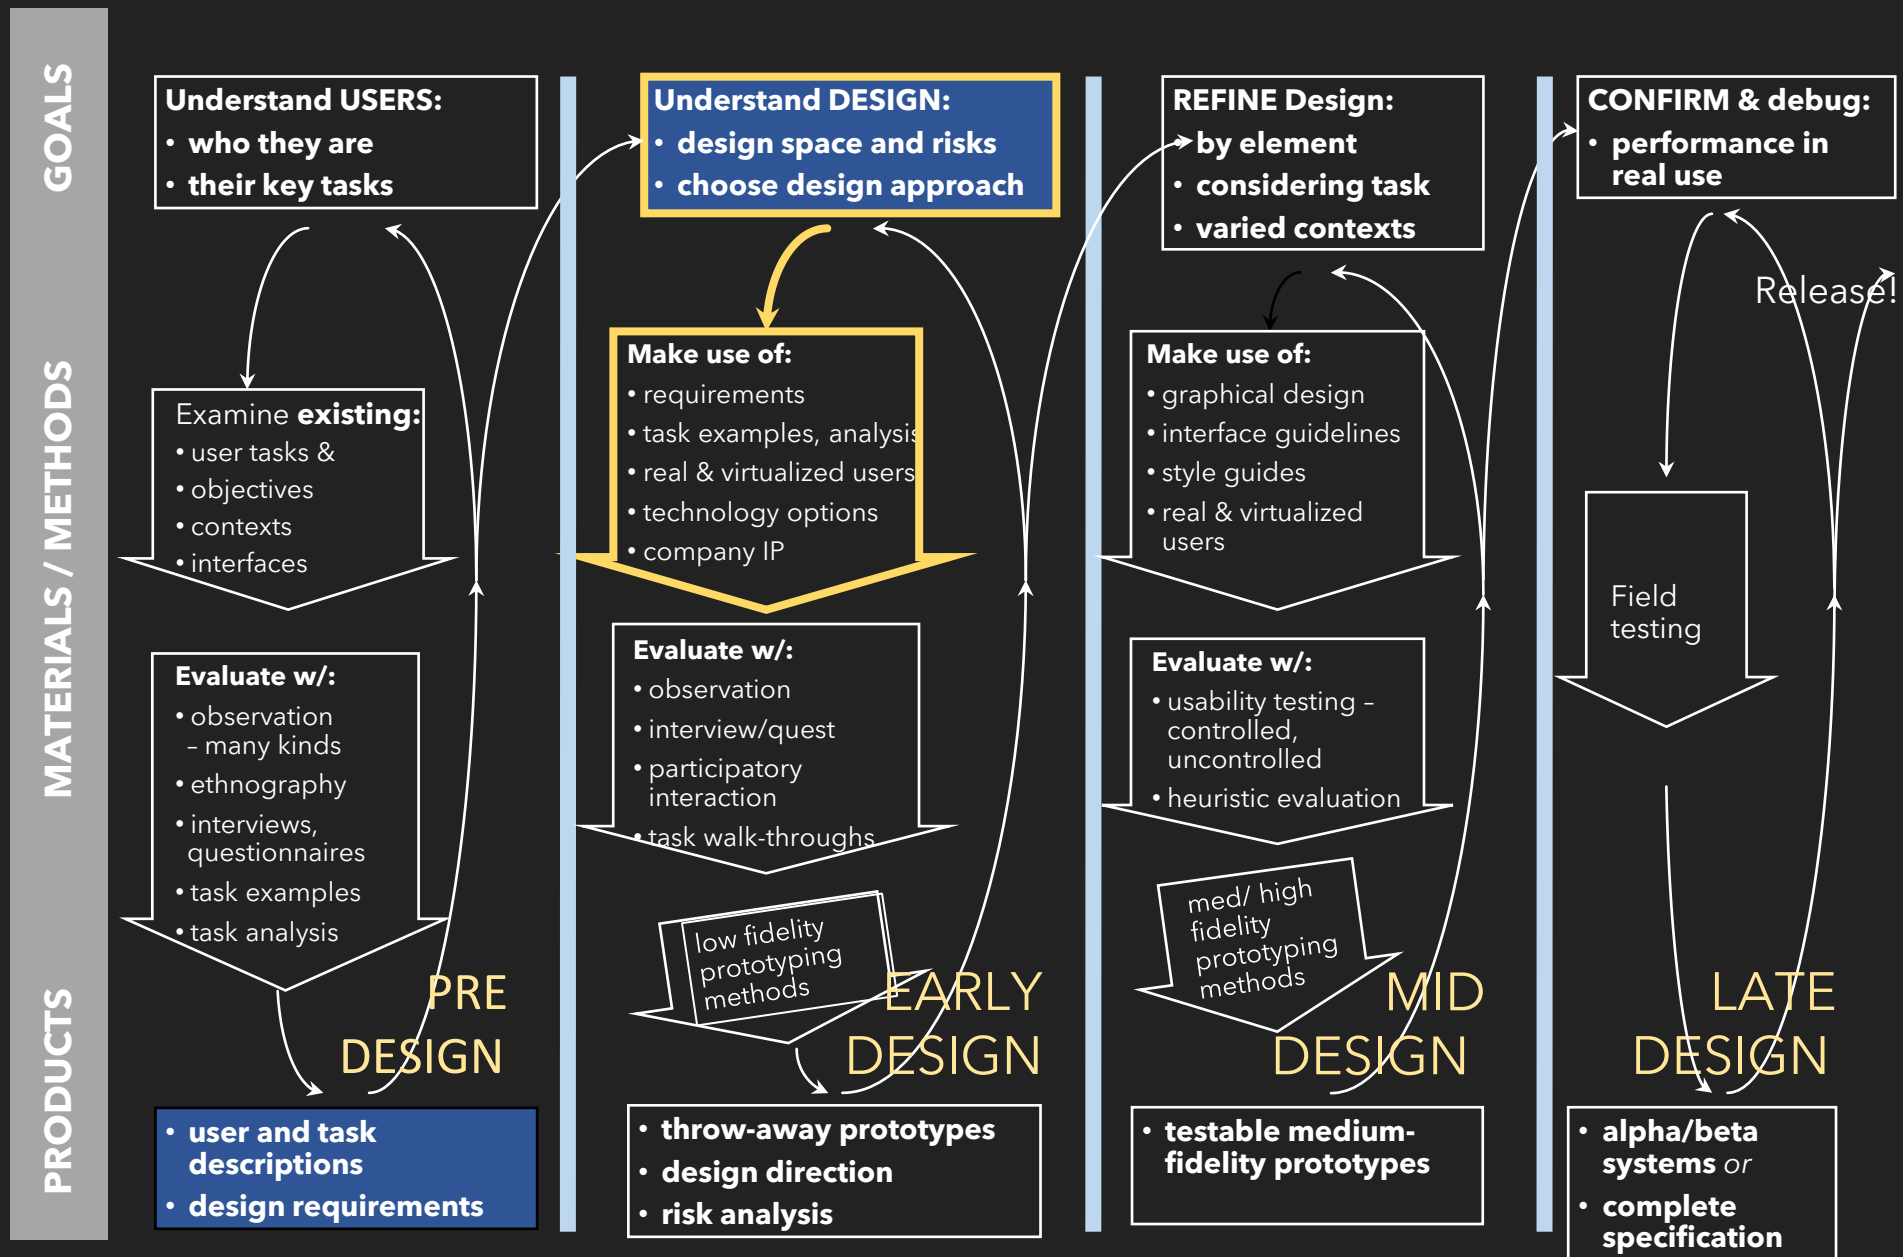 GOALS
MATERIALS / METHODS
PRODUCTS
Understand USERS:
• who they are
• their key tasks
Examine existing:
• user tasks &
• objectives
• contexts
• interfaces
Evaluate w/:
• observation
– many kinds
• ethnography
• interviews,
questionnaires
• task examples
• task analysis
PRE
DESIGN
• user and task
descriptions
• design requirements
Understand DESIGN:
• design space and risks
• choose design approach
Make use of:
• requirements
• task examples, analysis
• real & virtualized users
• technology options
• company IP
Evaluate w/:
• observation
• interview/quest
• participatory
interaction
• task walk-throughs
low fidelity
prototyping
methods
EARLY
DESIGN
• throw-away prototypes
• design direction
• risk analysis
REFINE Design:
• by element
• considering task
• varied contexts
Make use of:
• graphical design
• interface guidelines
• style guides
• real & virtualized
users
Evaluate w/:
• usability testing –
controlled,
uncontrolled
• heuristic evaluation
med/ high
fidelity
prototyping
methods
MID
DESIGN
• testable medium-
fidelity prototypes
CONFIRM & debug:
• performance in
real use
Release!
Field
testing
LATE
DESIGN
• alpha/beta
systems or
• complete
specification